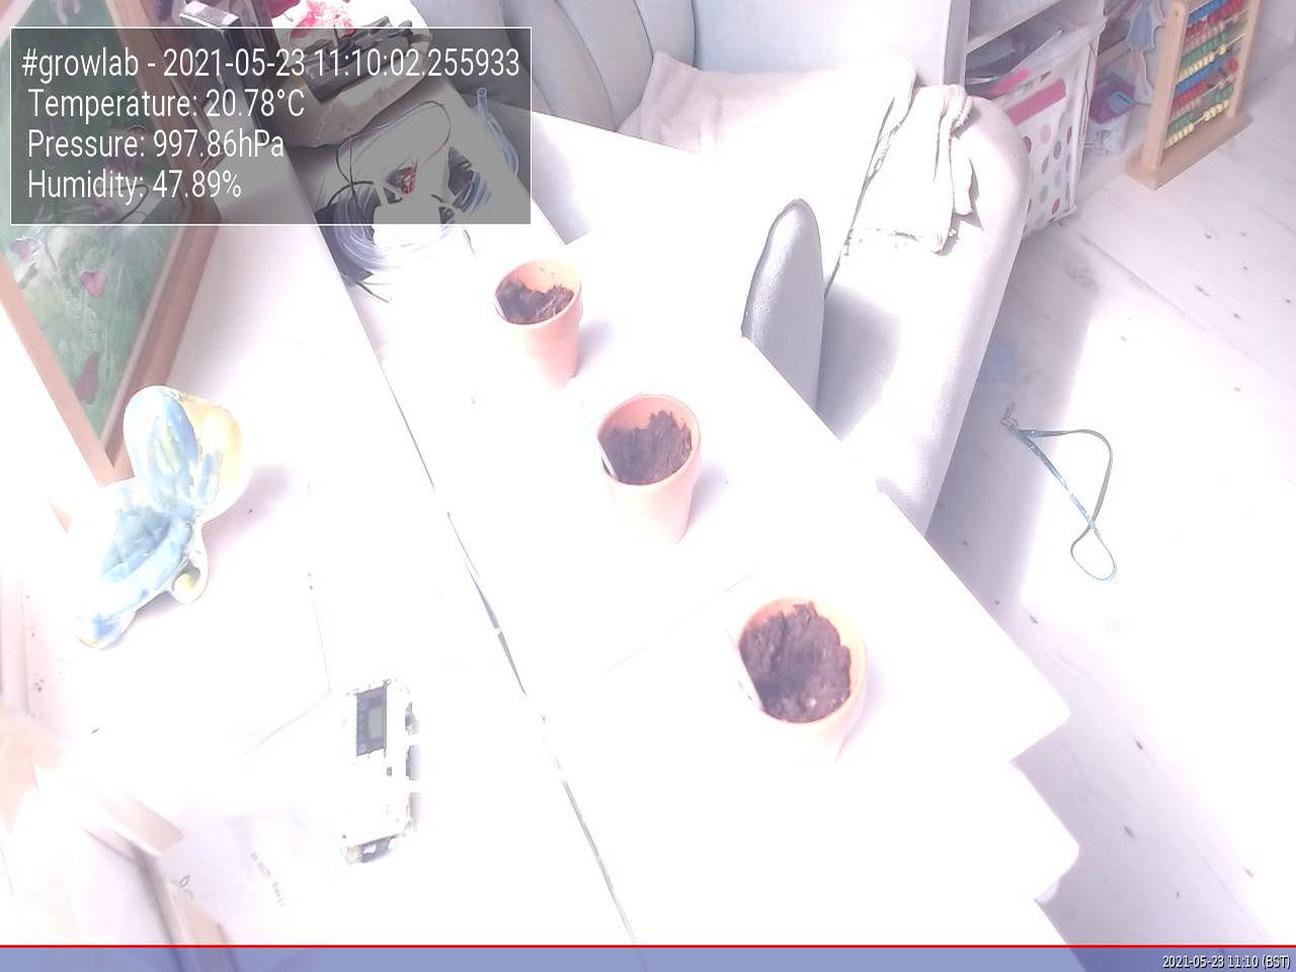 #growlab - 2021-05-23 11:10:02.255933
Temperature: 20.78°C
Pressure: 997.86hPa
Humidity: 47.89%
2021-05-23 11:10 (BST)